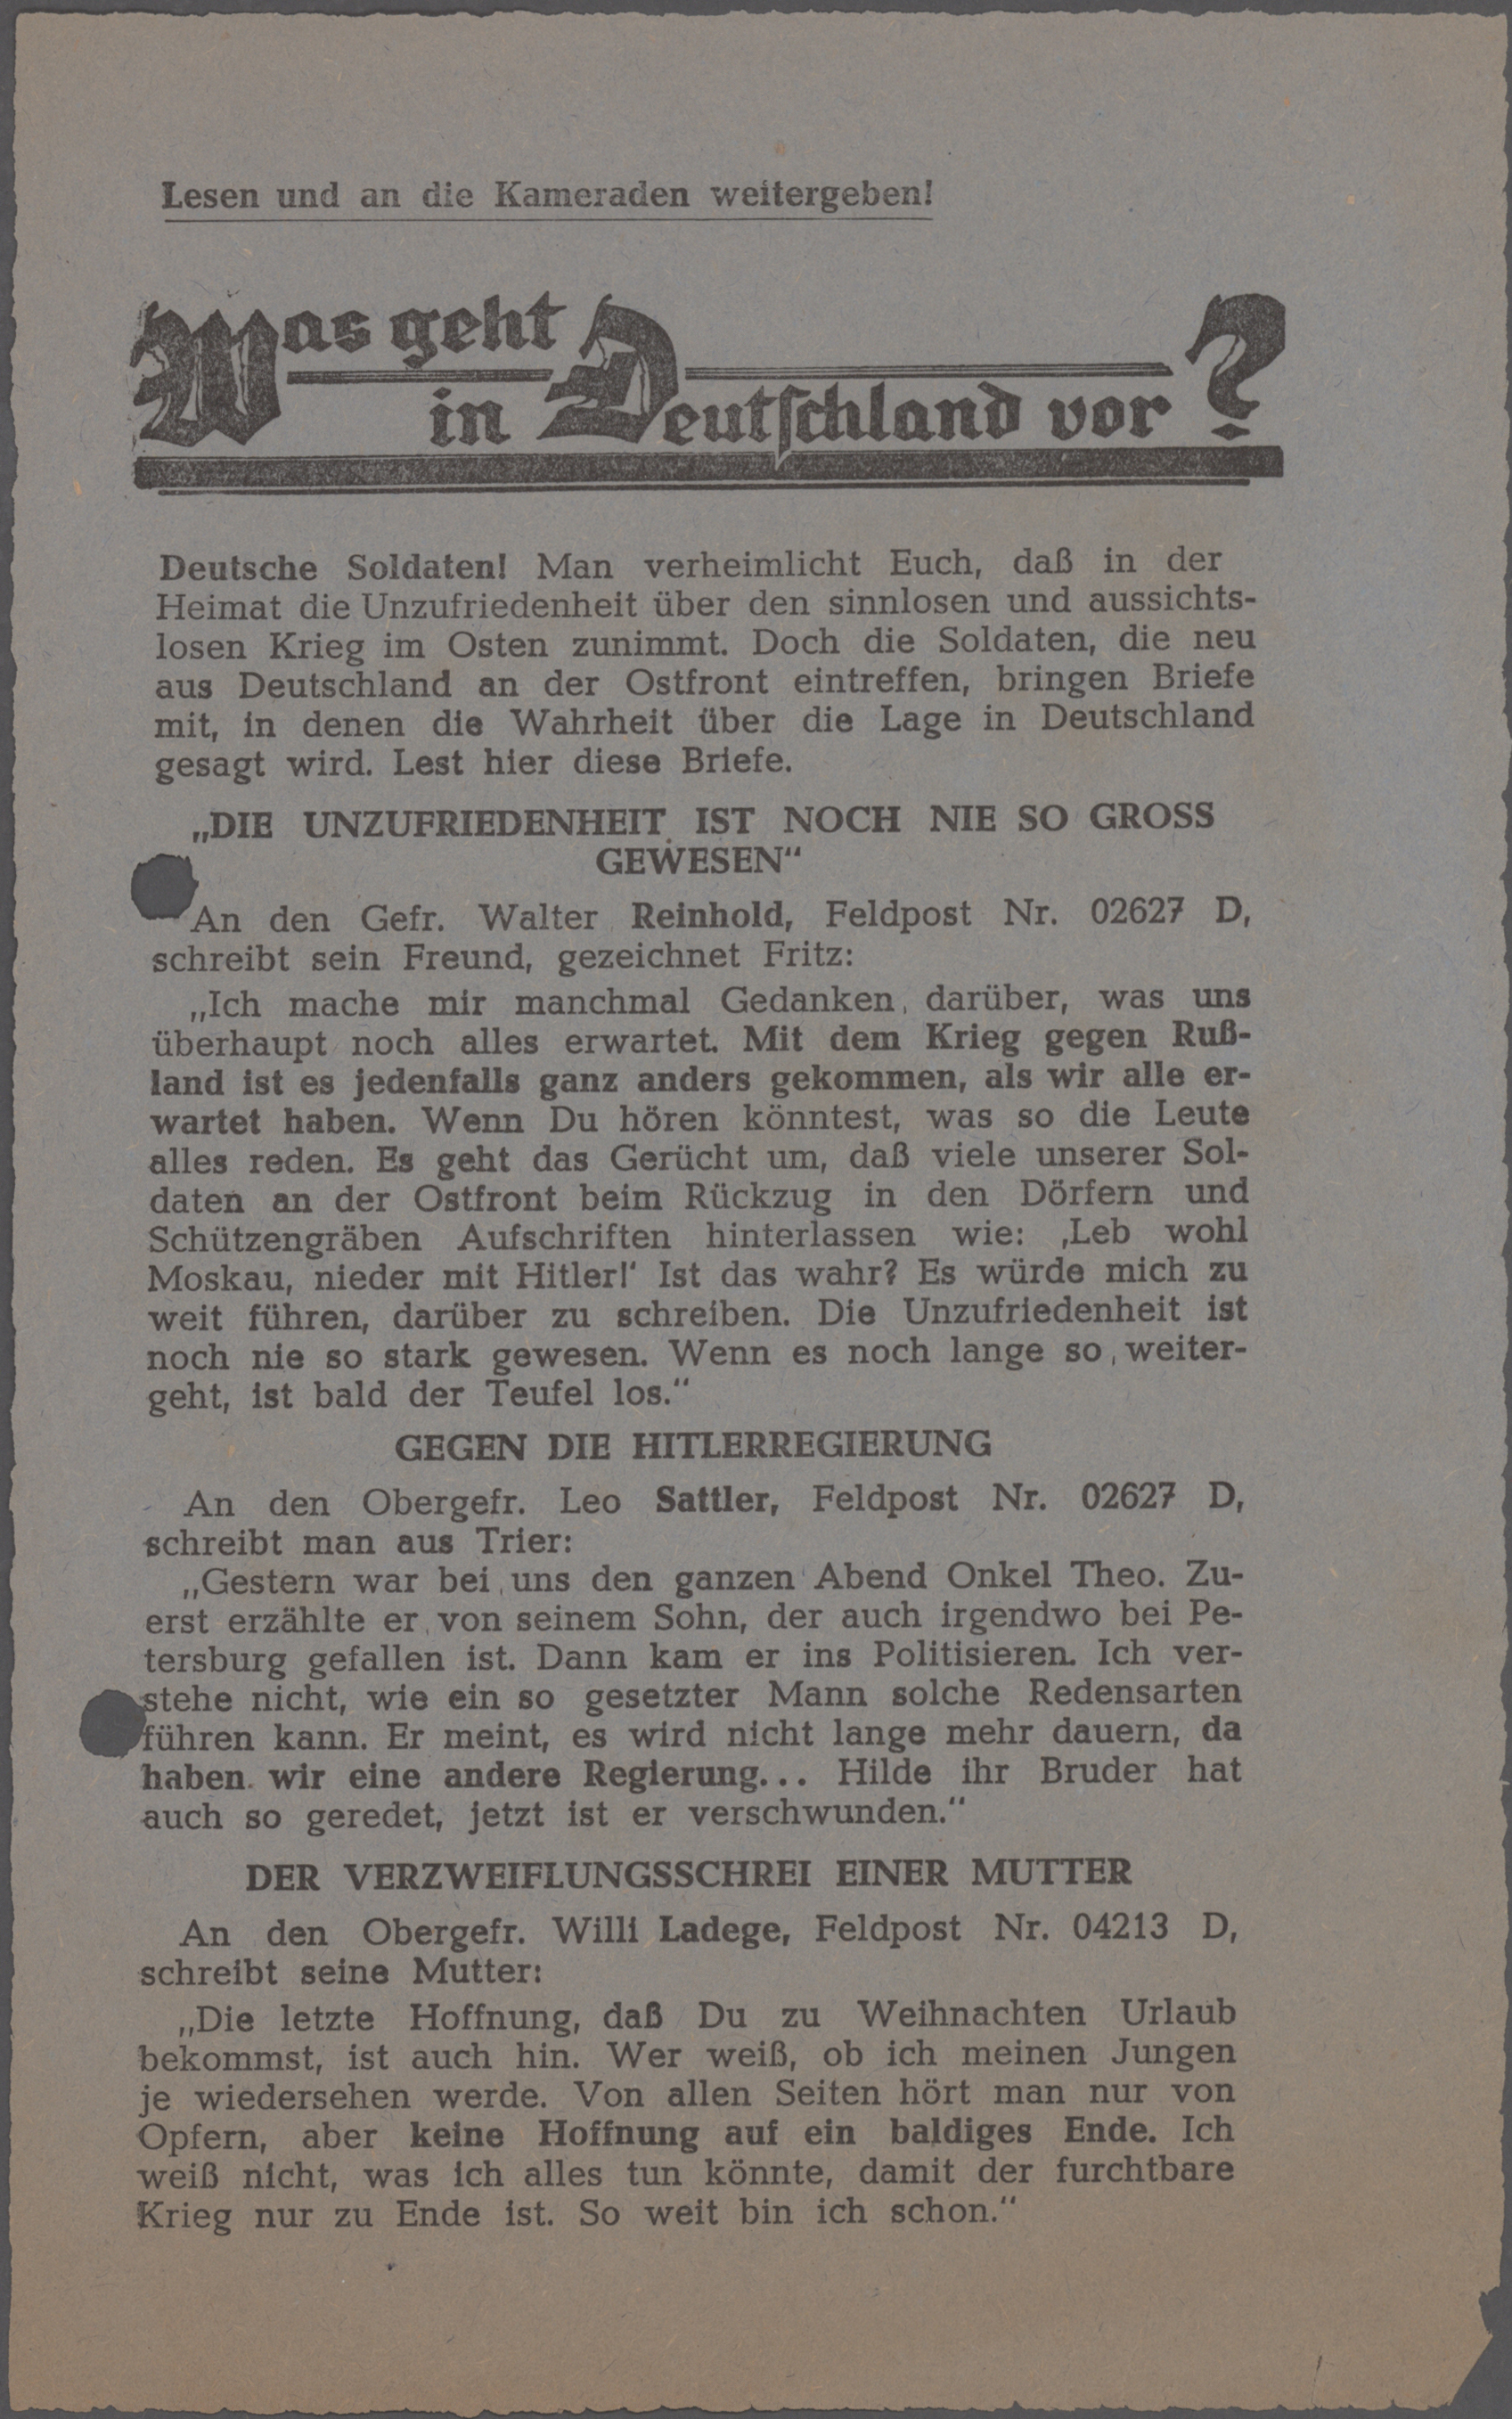 Lesen und an die Kameraden weitergeben!
Was geht
in Deutſchland vor?
Deutsche Soldaten! Man verheimlicht Euch, daß in der
Heimat die Unzufriedenheit über den sinnlosen und aussichts-
losen Krieg im Osten zunimmt. Doch die Soldaten, die neu
aus Deutschland an der Ostfront eintreffen, bringen Briefe
mit, in denen die Wahrheit über die Lage in Deutschland
gesagt wird. Lest hier diese Briefe.
„DIE UNZUFRIEDENHEIT IST NOCH NIE SO GROSS
GEWESEN“
An den Gefr. Walter Reinhold, Feldpost Nr. 02627 D,
schreibt sein Freund, gezeichnet Fritz:
„Ich mache mir manchmal Gedanken darüber, was uns
überhaupt noch alles erwartet. Mit dem Krieg gegen Ruß-
land ist es jedenfalls ganz anders gekommen, als wir alle er-
wartet haben. Wenn Du hören könntest, was so die Leute
alles reden. Es geht das Gerücht um, daß viele unserer Sol-
daten an der Ostfront beim Rückzug in den Dörfern und
Schützengräben Aufschriften hinterlassen wie: ‚Leb wohl
Moskau, nieder mit Hitler!‘ Ist das wahr? Es würde mich zu
weit führen, darüber zu schreiben. Die Unzufriedenheit ist
noch nie so stark gewesen. Wenn es noch lange so weiter-
geht, ist bald der Teufel los.“
GEGEN DIE HITLERREGIERUNG
An den Obergefr. Leo Sattler, Feldpost Nr. 02627 D,
schreibt man aus Trier:
„Gestern war bei uns den ganzen Abend Onkel Theo. Zu-
erst erzählte er von seinem Sohn, der auch irgendwo bei Pe-
tersburg gefallen ist. Dann kam er ins Politisieren. Ich ver-
stehe nicht, wie ein so gesetzter Mann solche Redensarten
führen kann. Er meint, es wird nicht lange mehr dauern, da
haben wir eine andere Regierung... Hilde ihr Bruder hat
auch so geredet, jetzt ist er verschwunden.“
DER VERZWEIFLUNGSSCHREI EINER MUTTER
An den Obergefr. Willi Ladege, Feldpost Nr. 04213 D,
schreibt seine Mutter:
„Die letzte Hoffnung, daß Du zu Weihnachten Urlaub
bekommst, ist auch hin. Wer weiß, ob ich meinen Jungen
je wiedersehen werde. Von allen Seiten hört man nur von
Opfern, aber keine Hoffnung auf ein baldiges Ende. Ich
weiß nicht, was ich alles tun könnte, damit der furchtbare
Krieg nur zu Ende ist. So weit bin ich schon.“